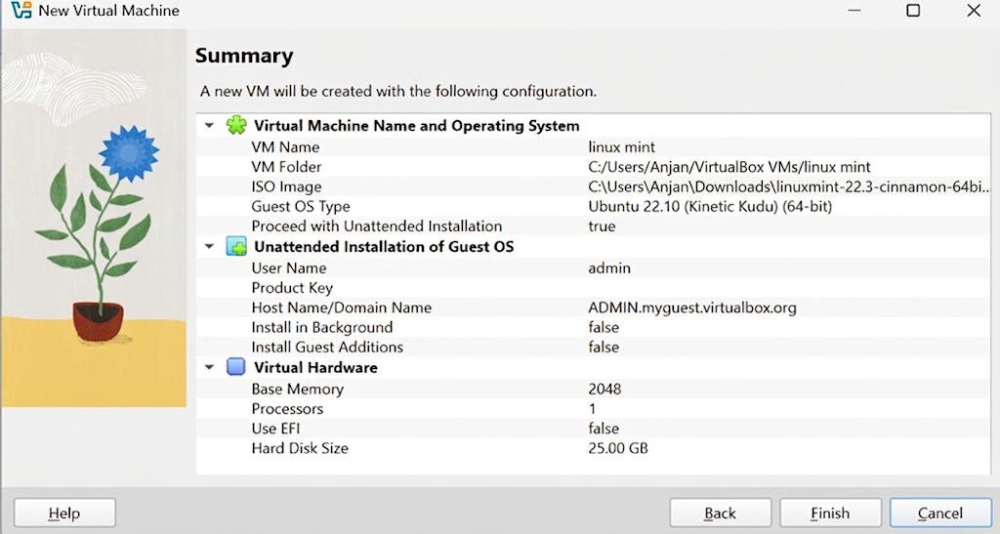 New Virtual Machine
Summary
A new VM will be created with the following configuration.
Virtual Machine Name and Operating System
VM Name linux mint
VM Folder C:/Users/Anjan/VirtualBox VMs/linux mint
ISO Image C:\Users\Anjan\Downloads\linuxmint-22.3-cinnamon-64bi...
Guest OS Type Ubuntu 22.10 (Kinetic Kudu) (64-bit)
Proceed with Unattended Installation true
Unattended Installation of Guest OS
User Name admin
Product Key
Host Name/Domain Name ADMIN.myguest.virtualbox.org
Install in Background false
Install Guest Additions false
Virtual Hardware
Base Memory 2048
Processors 1
Use EFI false
Hard Disk Size 25.00 GB
Help Back Finish Cancel